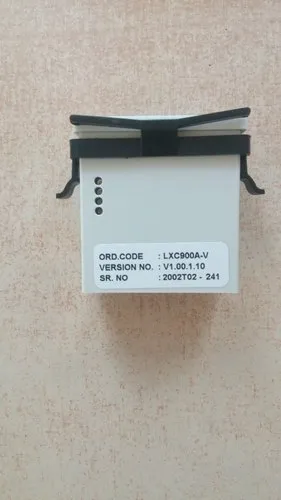 ORD.CODE : LXC900A-V
VERSION NO. : V1.00.1.10
SR. NO : 2002T02 - 241